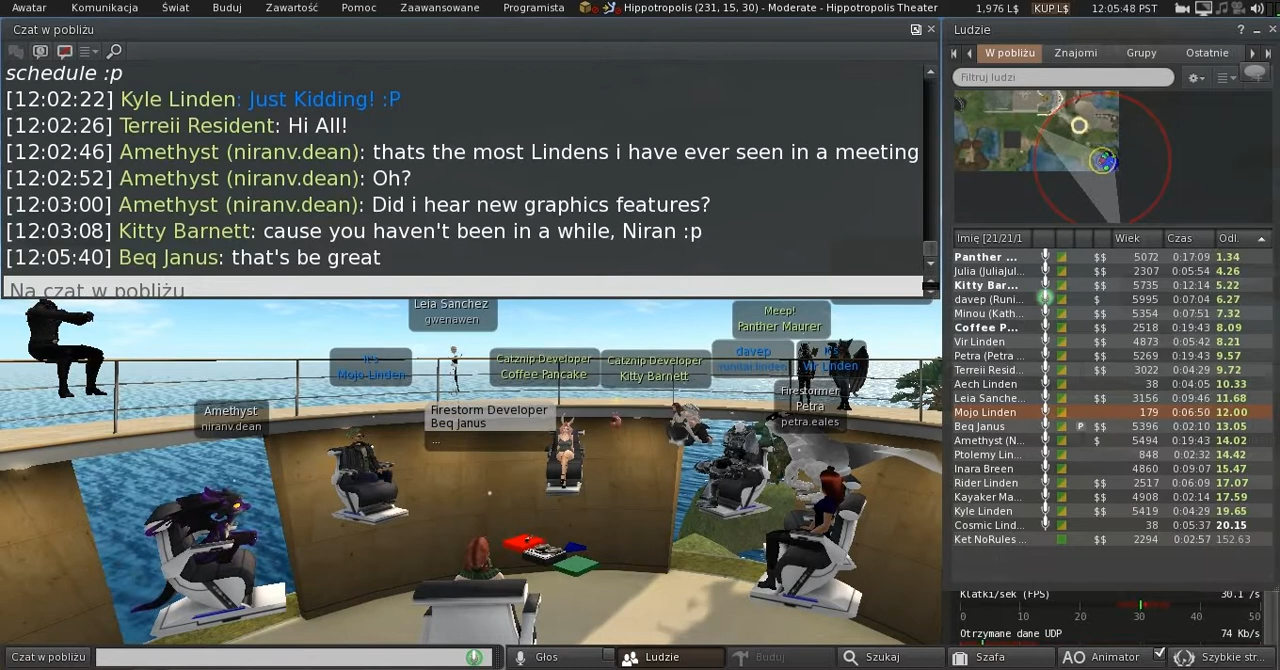 Awatar Komunikacja Świat Buduj Zawartość Pomoc Zaawansowane Programista Hippotropolis (231, 15, 30) - Moderate - Hippotropolis Theater 1,976 L$ KUP L$ 12:05:48 PST
Czat w pobliżu
schedule :p
[12:02:22] Kyle Linden: Just Kidding! :P
[12:02:26] Terreii Resident: Hi All!
[12:02:46] Amethyst (niranv.dean): thats the most Lindens i have ever seen in a meeting
[12:02:52] Amethyst (niranv.dean): Oh?
[12:03:00] Amethyst (niranv.dean): Did i hear new graphics features?
[12:03:08] Kitty Barnett: cause you haven't been in a while, Niran :p
[12:05:40] Beq Janus: that's be great
Na czat w pobliżu
Leia Sanchez
gwenawen
Meep!
Panther Maurer
It's
Mojo Linden
Catznip Developer
Coffee Pancake
Catznip Developer
Kitty Barnett
davep
runitai.linden
It's
Vir Linden
Firestormer
Petra
petra.eales
Amethyst
niranv.dean
Firestorm Developer
Beq Janus
...
Ludzie
W pobliżu Znajomi Grupy Ostatnie
Filtruj ludzi
Imię [21/21/1 Wiek Czas Odl.
Panther ... $$ 5072 0:17:09 1.34
Julia (JuliaJul... $$ 2307 0:05:54 4.26
Kitty Bar... $$ 5735 0:12:14 5.22
davep (Runi... $ 5995 0:07:04 6.27
Minou (Kath... $$ 5354 0:07:51 7.32
Coffee P... $$ 2518 0:19:43 8.09
Vir Linden $$ 4873 0:05:42 8.21
Petra (Petra ... $$ 5269 0:19:43 9.57
Terreii Resid... $$ 3022 0:04:29 9.72
Aech Linden 38 0:04:05 10.33
Leia Sanche... $$ 3156 0:09:46 11.68
Mojo Linden 179 0:06:50 12.00
Beq Janus P $$ 5396 0:02:10 13.05
Amethyst (N... $ 5494 0:19:43 14.02
Ptolemy Lin... 848 0:02:32 14.42
Inara Breen 4860 0:09:07 15.47
Rider Linden $$ 2517 0:06:09 17.07
Kayaker Ma... $$ 4908 0:02:14 17.59
Kyle Linden $$ 5419 0:04:29 19.65
Cosmic Lind... 38 0:05:37 20.15
Ket NoRules ... $$ 2294 0:02:57 152.63
Klatki/sek (FPS) 30.1 /s
0 10 20 30 40 50
Otrzymane dane UDP 74 Kb/s
Czat w pobliżu Głos Ludzie Buduj Szukaj Szafa AO Animator Szybkie str...